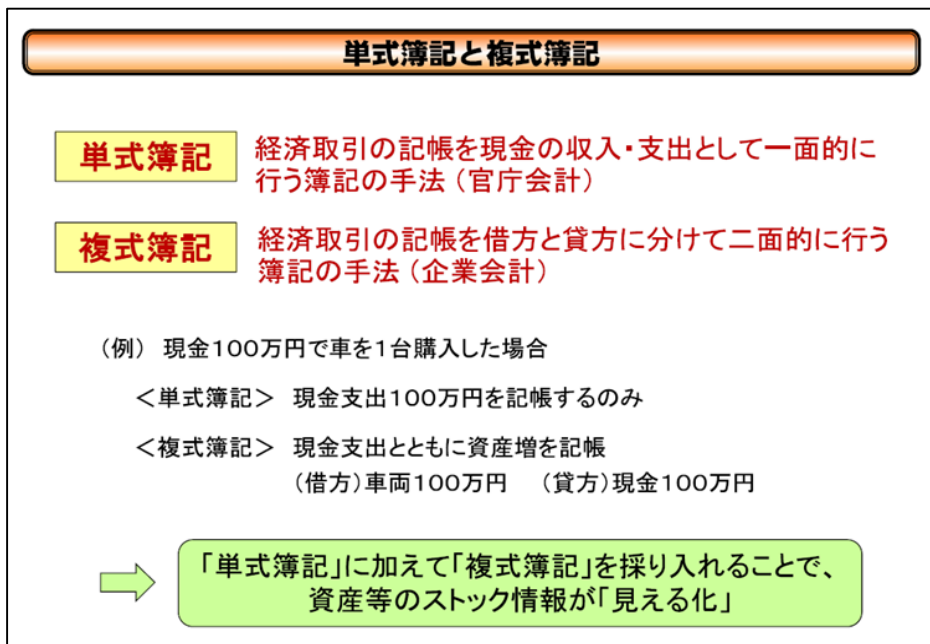 単式簿記と複式簿記
単式簿記
経済取引の記帳を現金の収入・支出として一面的に
行う簿記の手法（官庁会計）
複式簿記
経済取引の記帳を借方と貸方に分けて二面的に行う
簿記の手法（企業会計）
（例） 現金１００万円で車を１台購入した場合
＜単式簿記＞ 現金支出１００万円を記帳するのみ
＜複式簿記＞ 現金支出とともに資産増を記帳
（借方）車両１００万円 （貸方）現金１００万円
「単式簿記」に加えて「複式簿記」を採り入れることで、
資産等のストック情報が「見える化」